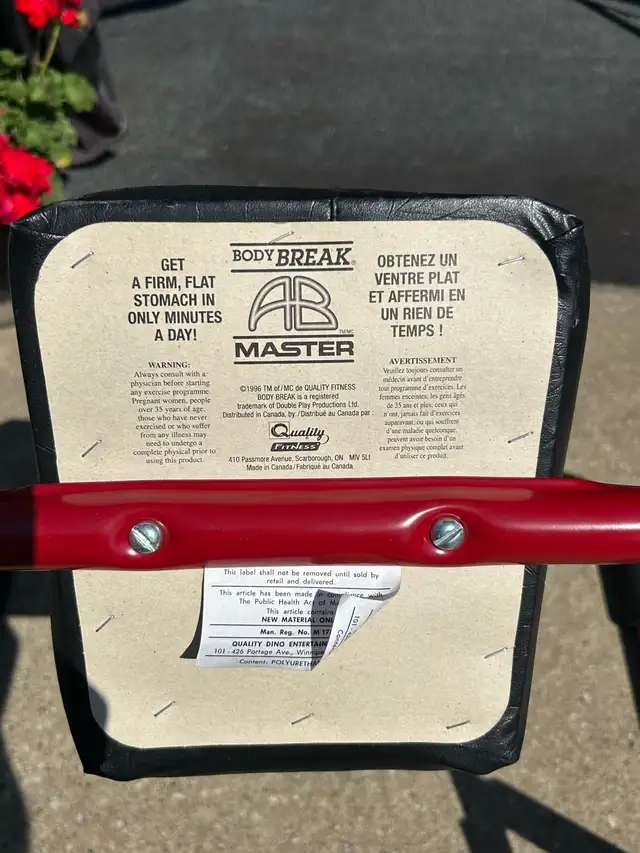 GET
A FIRM, FLAT
STOMACH IN
ONLY MINUTES
A DAY!
WARNING:
Always consult with a
physician before starting
any exercise programme.
Pregnant women, people
over 35 years of age,
those who have never
exercised or who suffer
from any illness may
need to undergo a
complete physical prior to
using this product.
BODY BREAK®
AB
TM/MC
MASTER
©1996 TM of / MC de QUALITY FITNESS
BODY BREAK is a registered
trademark of Double Play Productions Ltd.
Distributed in Canada, by: / Distribué au Canada par :
Quality
FITNESS
410 Passmore Avenue, Scarborough, ON M1V 5L1
Made in Canada / Fabriqué au Canada
OBTENEZ UN
VENTRE PLAT
ET AFFERMI EN
UN RIEN DE
TEMPS !
AVERTISSEMENT
Veuillez toujours consulter un
médecin avant d'entreprendre
tout programme d'exercices. Les
femmes enceintes, les gens âgés
de 35 ans et plus, ceux qui
n'ont jamais fait d'exercices
auparavant, ou qui souffrent
d'une maladie quelconque,
peuvent avoir besoin d'un
examen physique complet avant
d'utiliser ce produit.
This label shall not be removed until sold by
retail and delivered.
This article has been made in compliance with
The Public Health Act of M
This article contains
NEW MATERIAL ONL
Man. Reg. No. M 17
QUALITY DINO ENTERTAIN
101 - 426 Portage Ave., Winnipe
Content: POLYURETHA